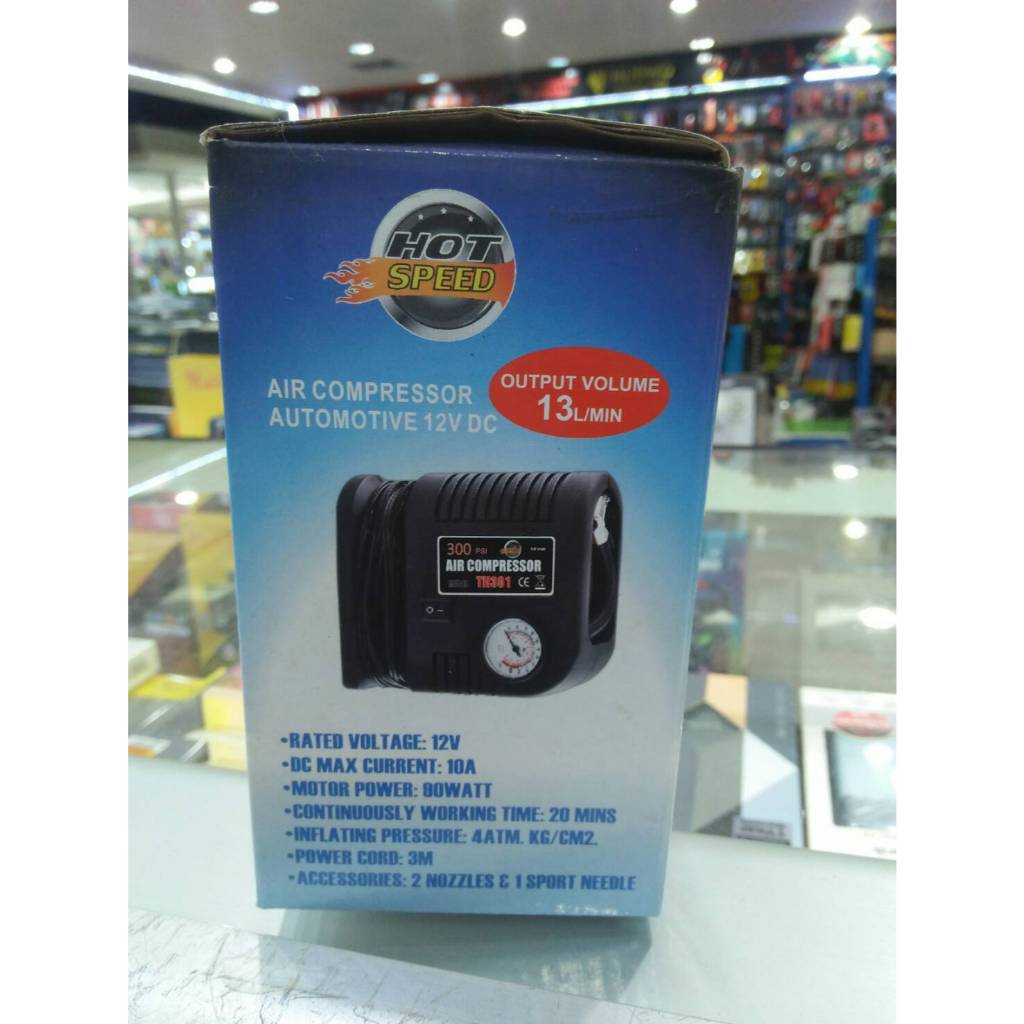 HOT
SPEED
AIR COMPRESSOR
AUTOMOTIVE 12V DC
OUTPUT VOLUME
13L/MIN
300 PSI
AIR COMPRESSOR
TH301 CE
•RATED VOLTAGE: 12V
•DC MAX CURRENT: 10A
•MOTOR POWER: 90WATT
•CONTINUOUSLY WORKING TIME: 20 MINS
•INFLATING PRESSURE: 4ATM. KG/CM2.
•POWER CORD: 3M
•ACCESSORIES: 2 NOZZLES & 1 SPORT NEEDLE